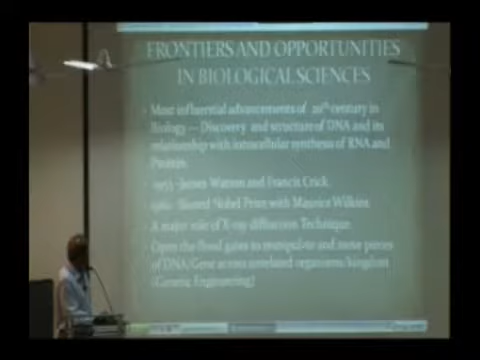 FRONTIERS AND OPPORTUNITIES
IN BIOLOGICAL SCIENCES
Most influential advancements of 20th century in
Biology — Discovery and structure of DNA and its
relationship with intracellular synthesis of RNA and
Protein.
1953 -James Watson and Francis Crick.
Shared Nobel Prize with Maurice Wilkins
A major role of X-ray diffraction Technique.
Open the flood gates to manipulate and move pieces
of DNA/Gene across unrelated organisms/kingdom
(Genetic Engineering)